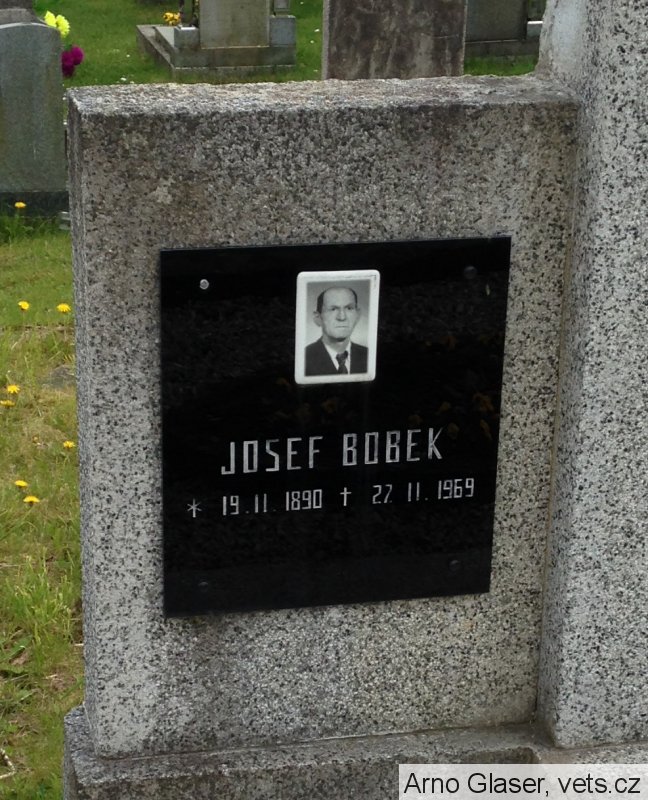 JOSEF BOBEK
* 19. 11. 1890 † 27. 11. 1969
Arno Glaser, vets.cz